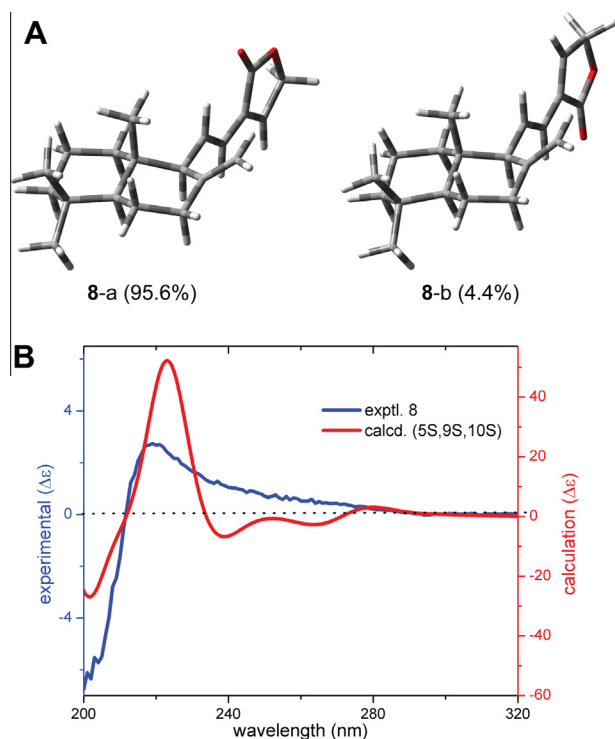 A
8-a (95.6%)
8-b (4.4%)
B
exptl. 8
calcd. (5S,9S,10S)
experimental (Δε)
4
0
-4
calculation (Δε)
40
20
0
-20
-40
-60
200
240
280
320
wavelength (nm)